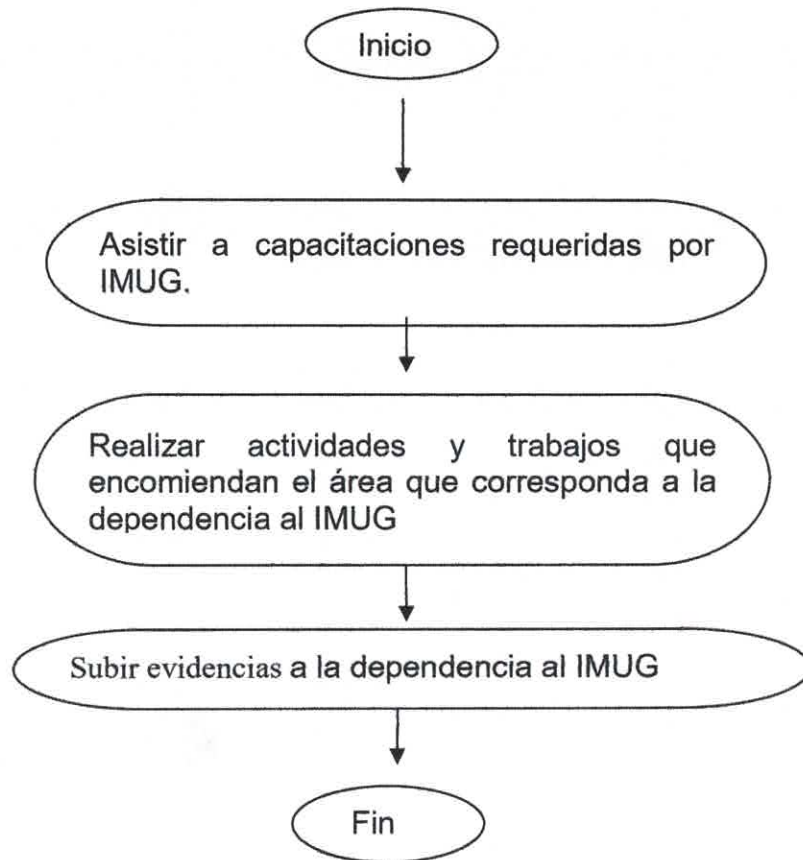 Inicio
Asistir a capacitaciones requeridas por
IMUG.
Realizar actividades y trabajos que
encomiendan el área que corresponda a la
dependencia al IMUG
Subir evidencias a la dependencia al IMUG
Fin